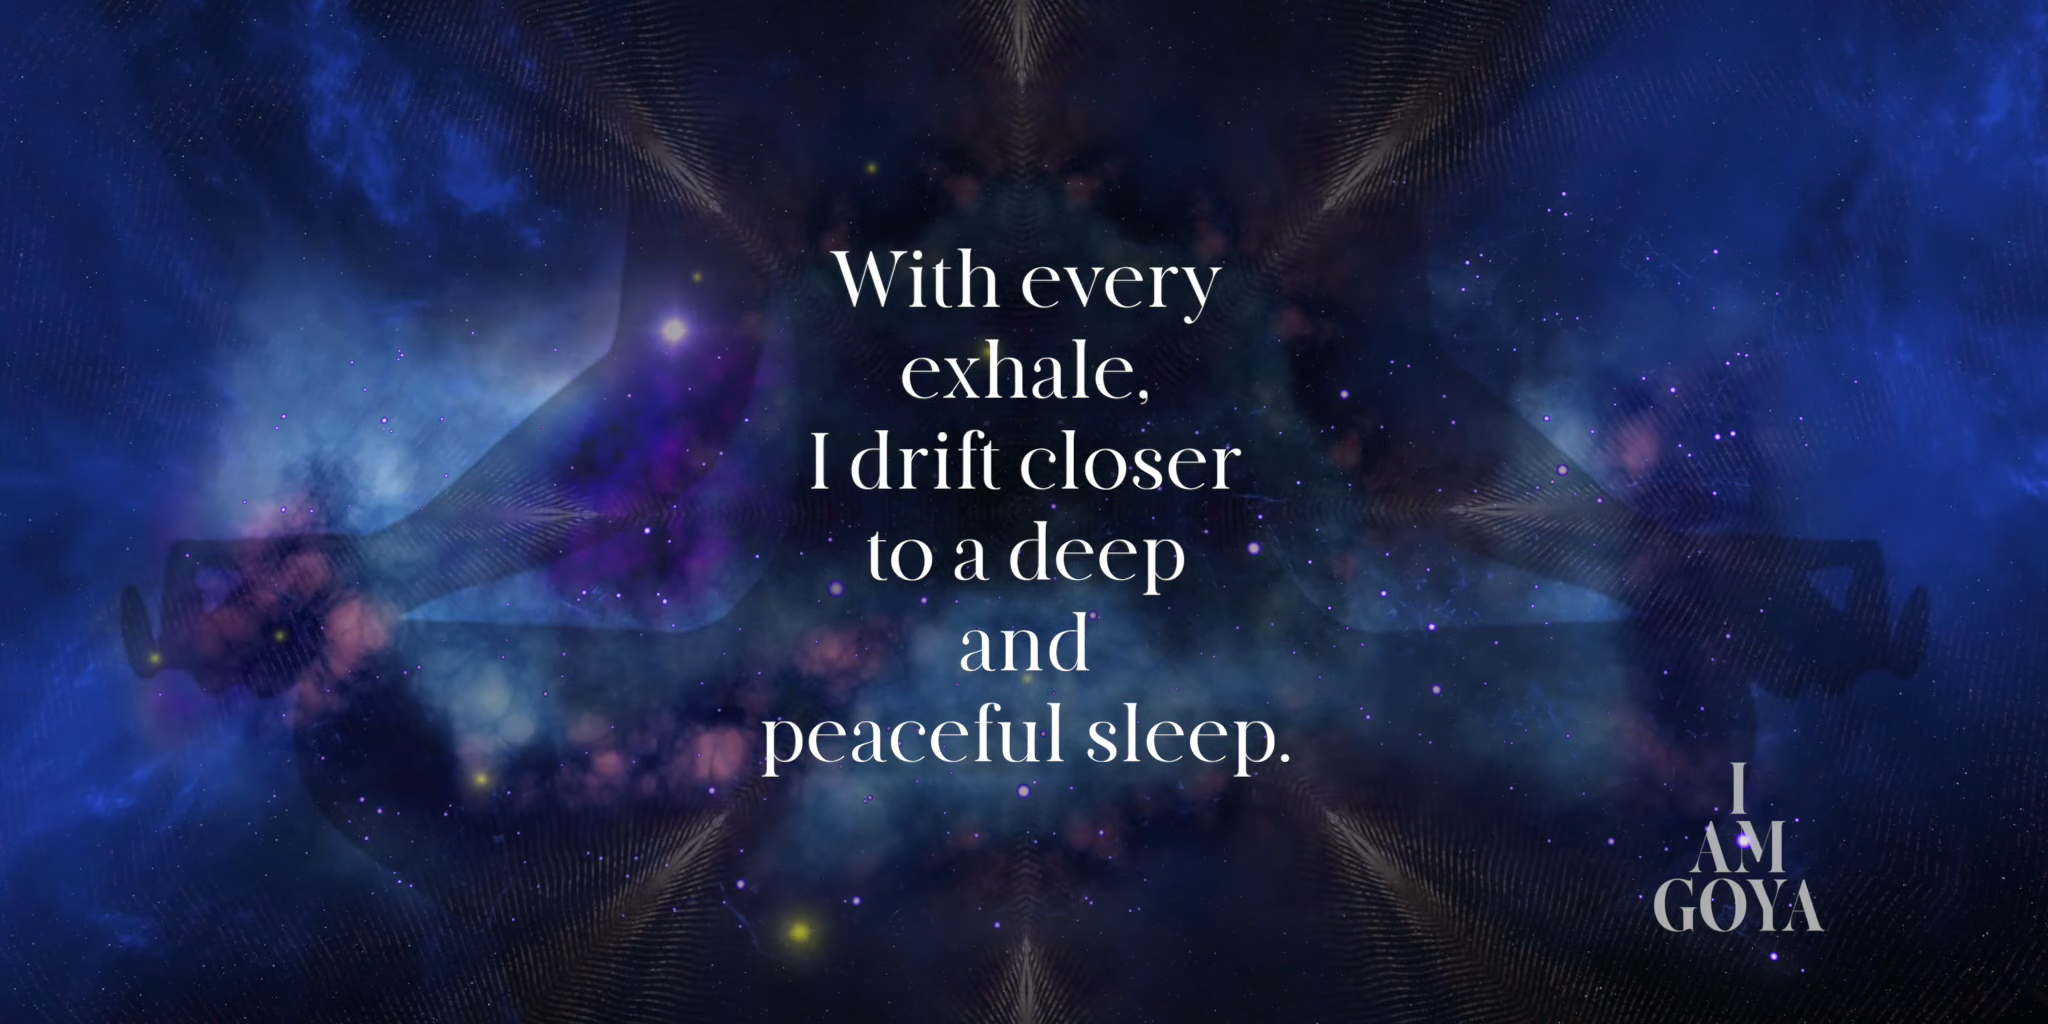 With every
exhale,
I drift closer
to a deep
and
peaceful sleep.
I
AM
GOYA